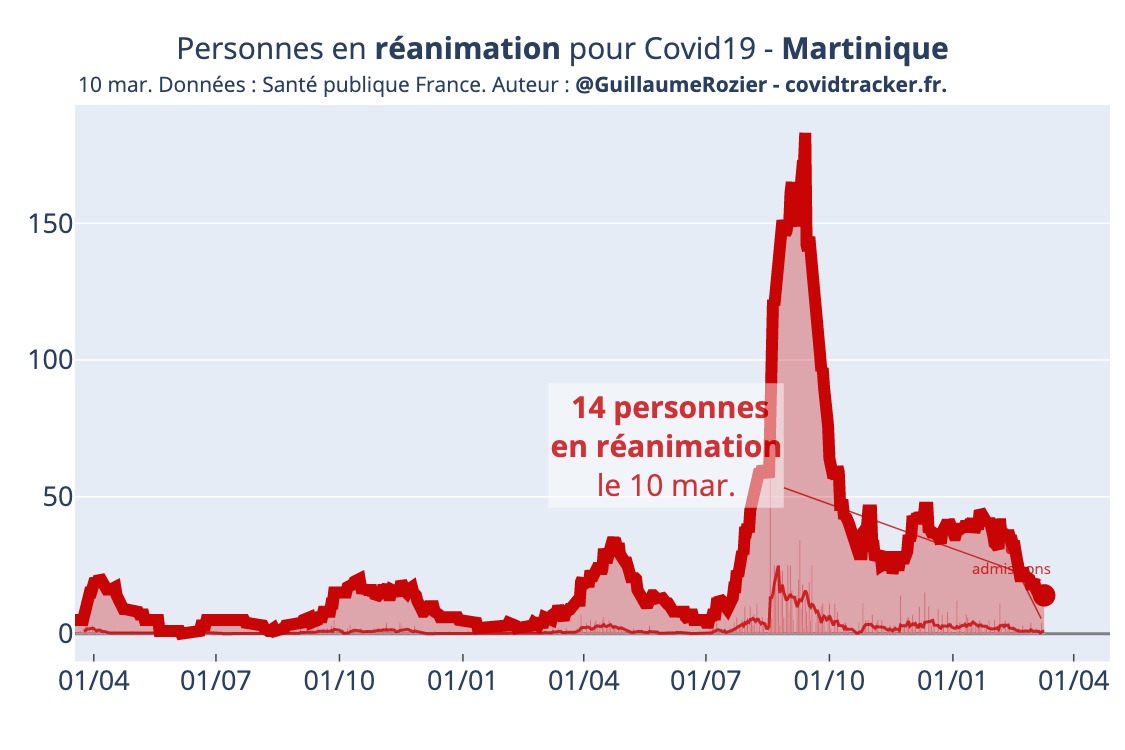 Personnes en réanimation pour Covid19 - Martinique
10 mar. Données : Santé publique France. Auteur : @GuillaumeRozier - covidtracker.fr.
150
100
50
0
14 personnes
en réanimation
le 10 mar.
admissions
01/04
01/07
01/10
01/01
01/04
01/07
01/10
01/01
01/04